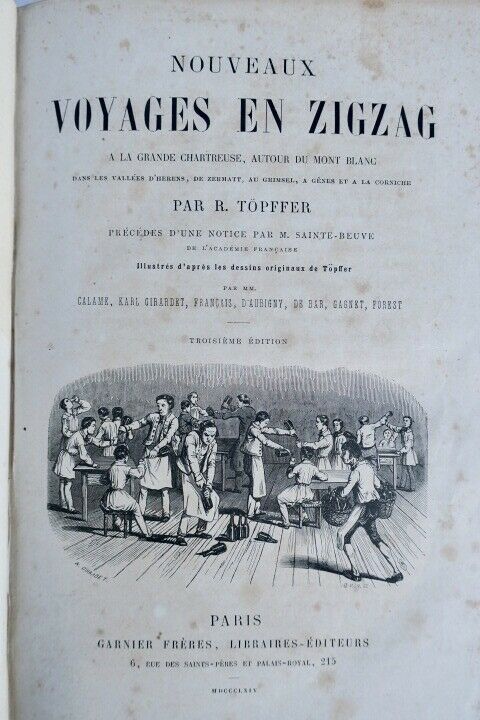 NOUVEAUX
VOYAGES EN ZIGZAG
A LA GRANDE CHARTREUSE, AUTOUR DU MONT BLANC
DANS LES VALLÉES D'HERENS, DE ZERMATT, AU GRIMSEL, A GÊNES ET A LA CORNICHE
PAR R. TÖPFFER
PRÉCÉDÉS D'UNE NOTICE PAR M. SAINTE-BEUVE
DE L'ACADÉMIE FRANÇAISE
Illustrés d'après les dessins originaux de Töpffer
PAR MM.
CALAME, KARL GIRARDET, FRANÇAIS, D'AUBIGNY, DE BAR, GAGNET, FOREST
TROISIÈME ÉDITION
PARIS
GARNIER FRÈRES, LIBRAIRES-ÉDITEURS
6, RUE DES SAINTS-PÈRES ET PALAIS-ROYAL, 215
MDCCCLXIV